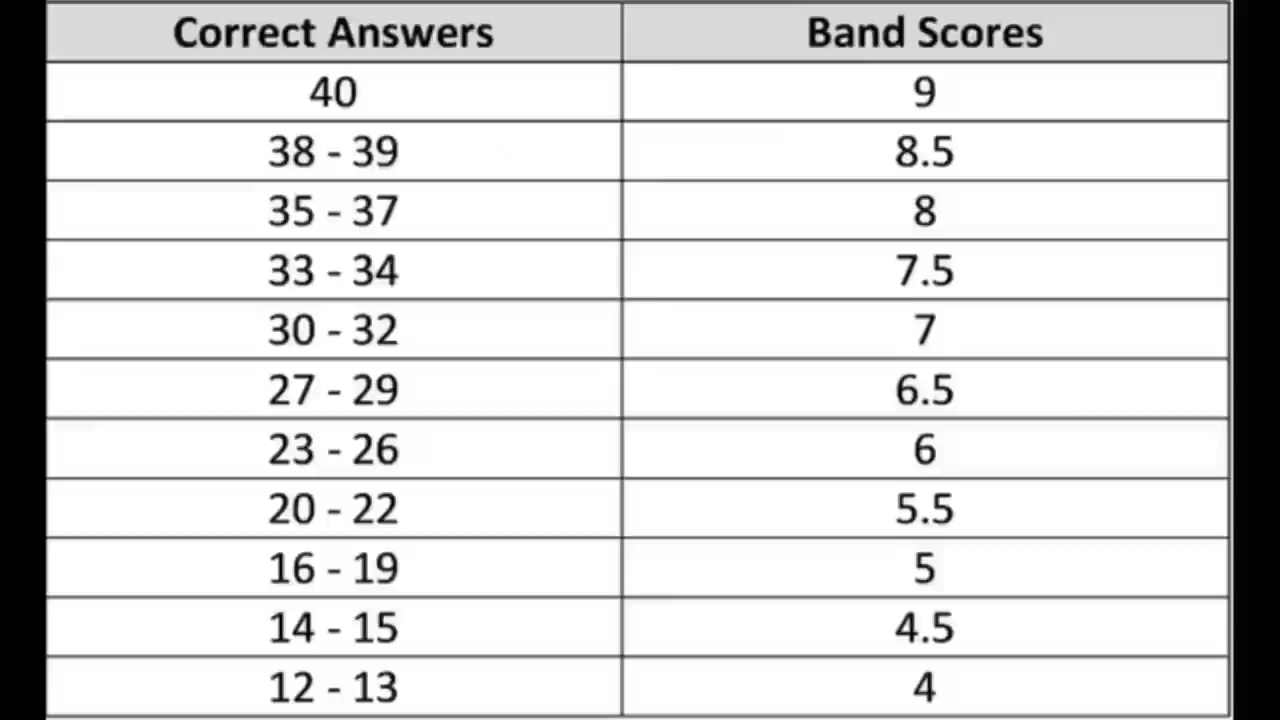 Correct Answers Band Scores
40 9
38 - 39 8.5
35 - 37 8
33 - 34 7.5
30 - 32 7
27 - 29 6.5
23 - 26 6
20 - 22 5.5
16 - 19 5
14 - 15 4.5
12 - 13 4